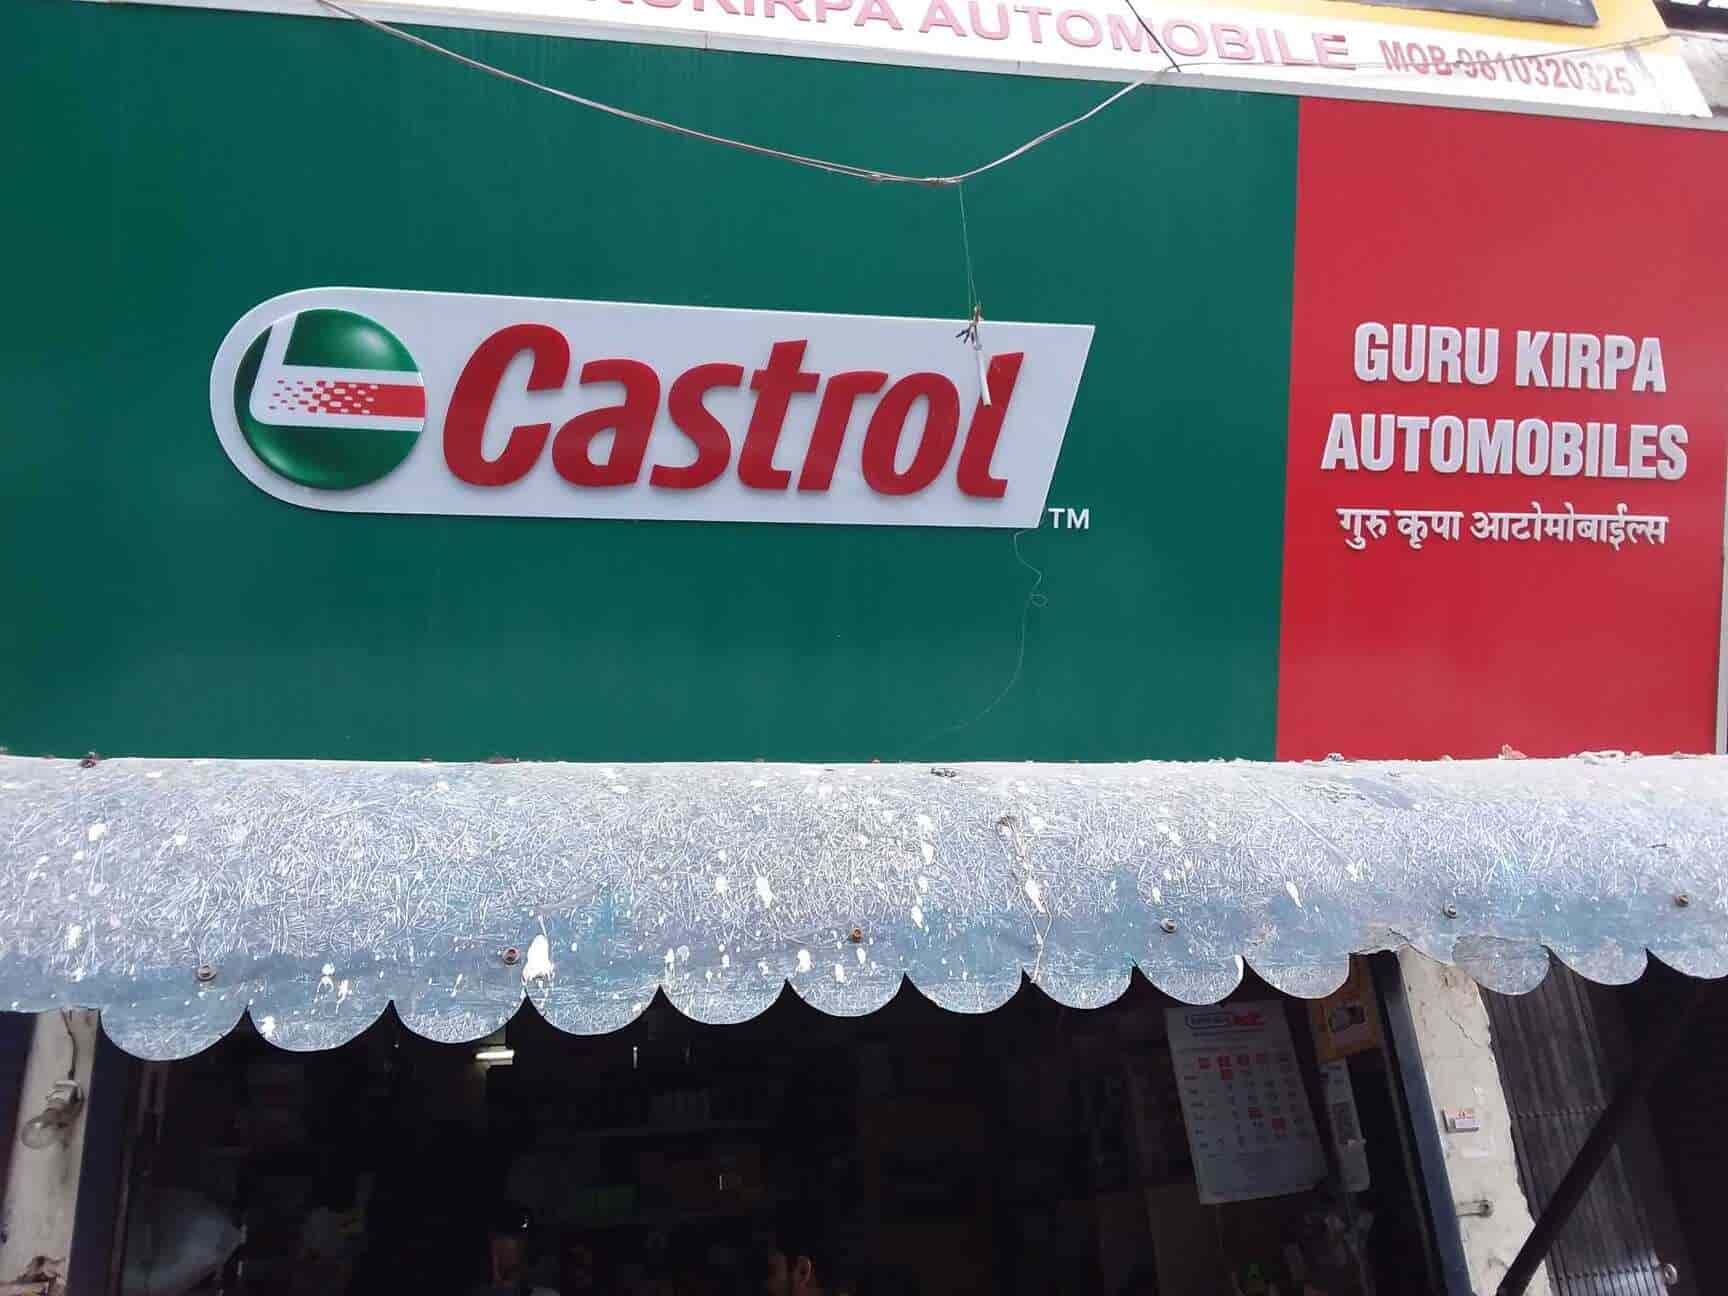 AUTOMOBILE MOB-9810320325
Castrol
TM
GURU KIRPA
AUTOMOBILES
गुरु कृपा आटोमोबाईल्स